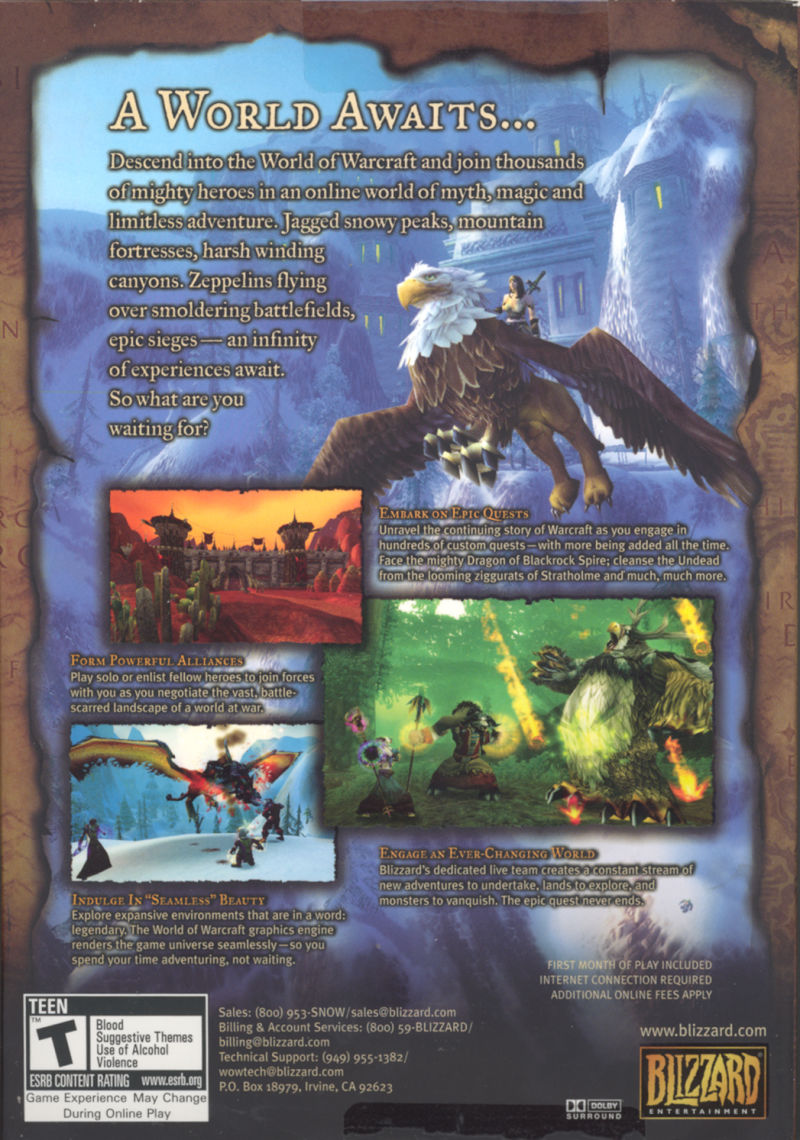 A World Awaits...
Descend into the World of Warcraft and join thousands
of mighty heroes in an online world of myth, magic and
limitless adventure. Jagged snowy peaks, mountain
fortresses, harsh winding
canyons. Zeppelins flying
over smoldering battlefields,
epic sieges — an infinity
of experiences await.
So what are you
waiting for?
Embark on Epic Quests
Unravel the continuing story of Warcraft as you engage in
hundreds of custom quests—with more being added all the time.
Face the mighty Dragon of Blackrock Spire; cleanse the Undead
from the looming ziggurats of Stratholme and much, much more.
Form Powerful Alliances
Play solo or enlist fellow heroes to join forces
with you as you negotiate the vast, battle-
scarred landscape of a world at war.
Engage an Ever-Changing World
Blizzard's dedicated live team creates a constant stream of
new adventures to undertake, lands to explore, and
monsters to vanquish. The epic quest never ends.
Indulge In "Seamless" Beauty
Explore expansive environments that are in a word:
legendary. The World of Warcraft graphics engine
renders the game universe seamlessly—so you
spend your time adventuring, not waiting.
FIRST MONTH OF PLAY INCLUDED
INTERNET CONNECTION REQUIRED
ADDITIONAL ONLINE FEES APPLY
TEEN
T
TM
Blood
Suggestive Themes
Use of Alcohol
Violence
ESRB CONTENT RATING www.esrb.org
Game Experience May Change
During Online Play
Sales: (800) 953-SNOW/sales@blizzard.com
Billing & Account Services: (800) 59-BLIZZARD/
billing@blizzard.com
Technical Support: (949) 955-1382/
wowtech@blizzard.com
P.O. Box 18979, Irvine, CA 92623
DOLBY
SURROUND
www.blizzard.com
BLIZZARD
ENTERTAINMENT